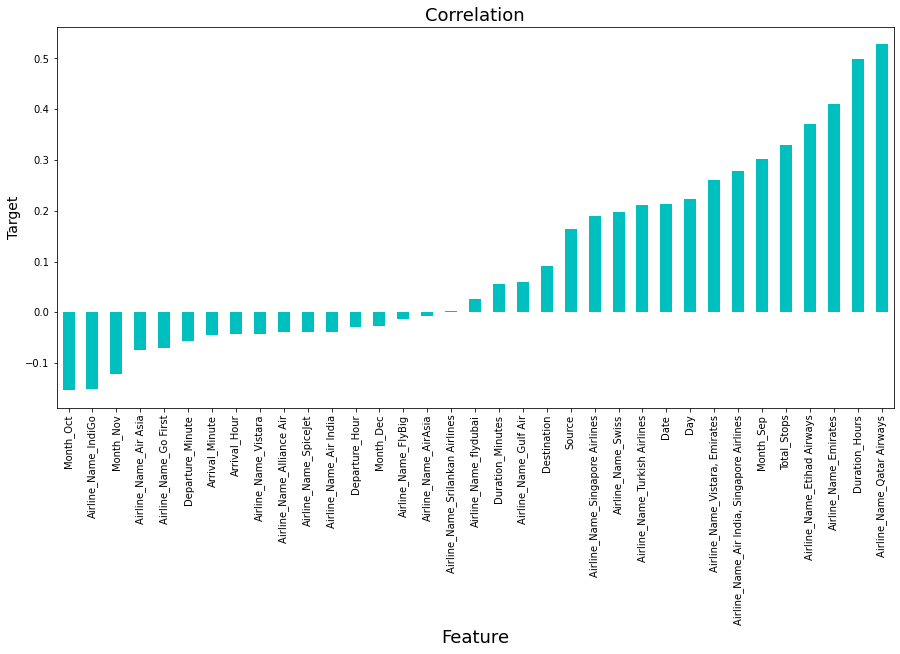 Correlation
Target
0.5
0.4
0.3
0.2
0.1
0.0
−0.1
Month_Oct
Airline_Name_IndiGo
Month_Nov
Airline_Name_Air Asia
Airline_Name_Go First
Departure_Minute
Arrival_Minute
Arrival_Hour
Airline_Name_Vistara
Airline_Name_Alliance Air
Airline_Name_SpiceJet
Airline_Name_Air India
Departure_Hour
Month_Dec
Airline_Name_FlyBig
Airline_Name_AirAsia
Airline_Name_Srilankan Airlines
Airline_Name_flydubai
Duration_Minutes
Airline_Name_Gulf Air
Destination
Source
Airline_Name_Singapore Airlines
Airline_Name_Swiss
Airline_Name_Turkish Airlines
Date
Day
Airline_Name_Vistara, Emirates
Airline_Name_Air India, Singapore Airlines
Month_Sep
Total_Stops
Airline_Name_Etihad Airways
Airline_Name_Emirates
Duration_Hours
Airline_Name_Qatar Airways
Feature